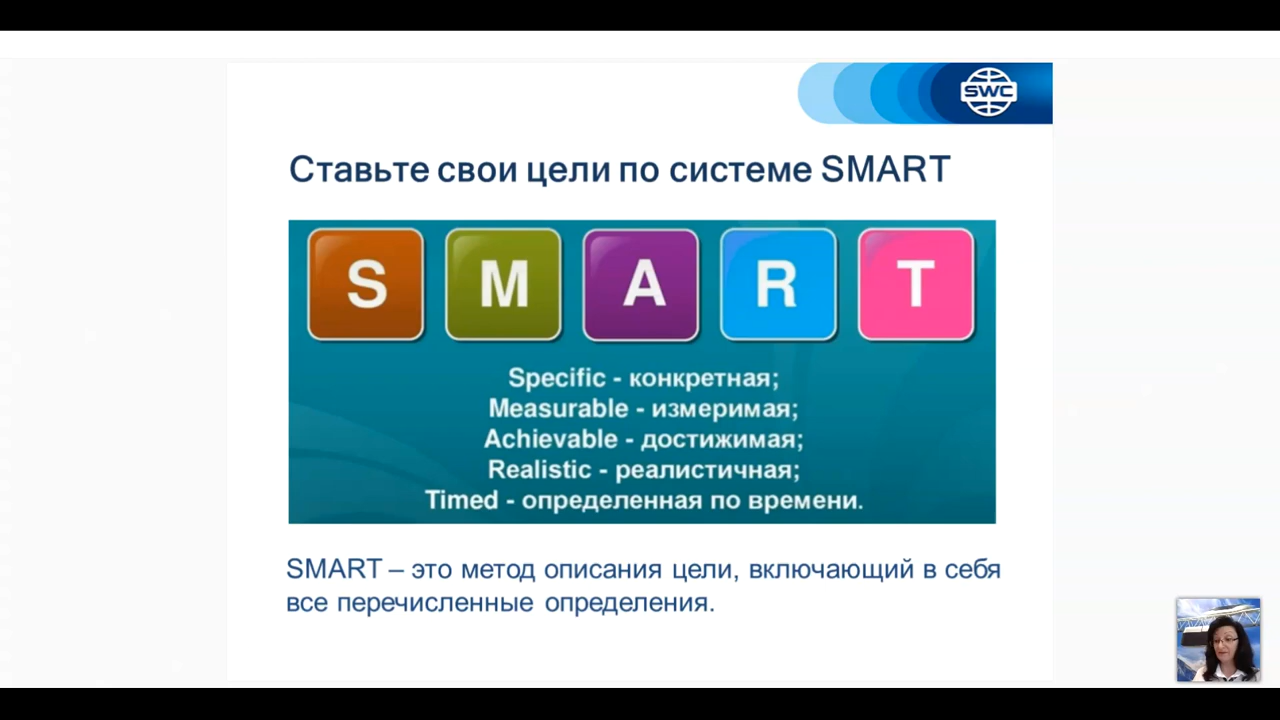 SWC
Ставьте свои цели по системе SMART
S M A R T
Specific - конкретная;
Measurable - измеримая;
Achievable - достижимая;
Realistic - реалистичная;
Timed - определенная по времени.
SMART – это метод описания цели, включающий в себя
все перечисленные определения.